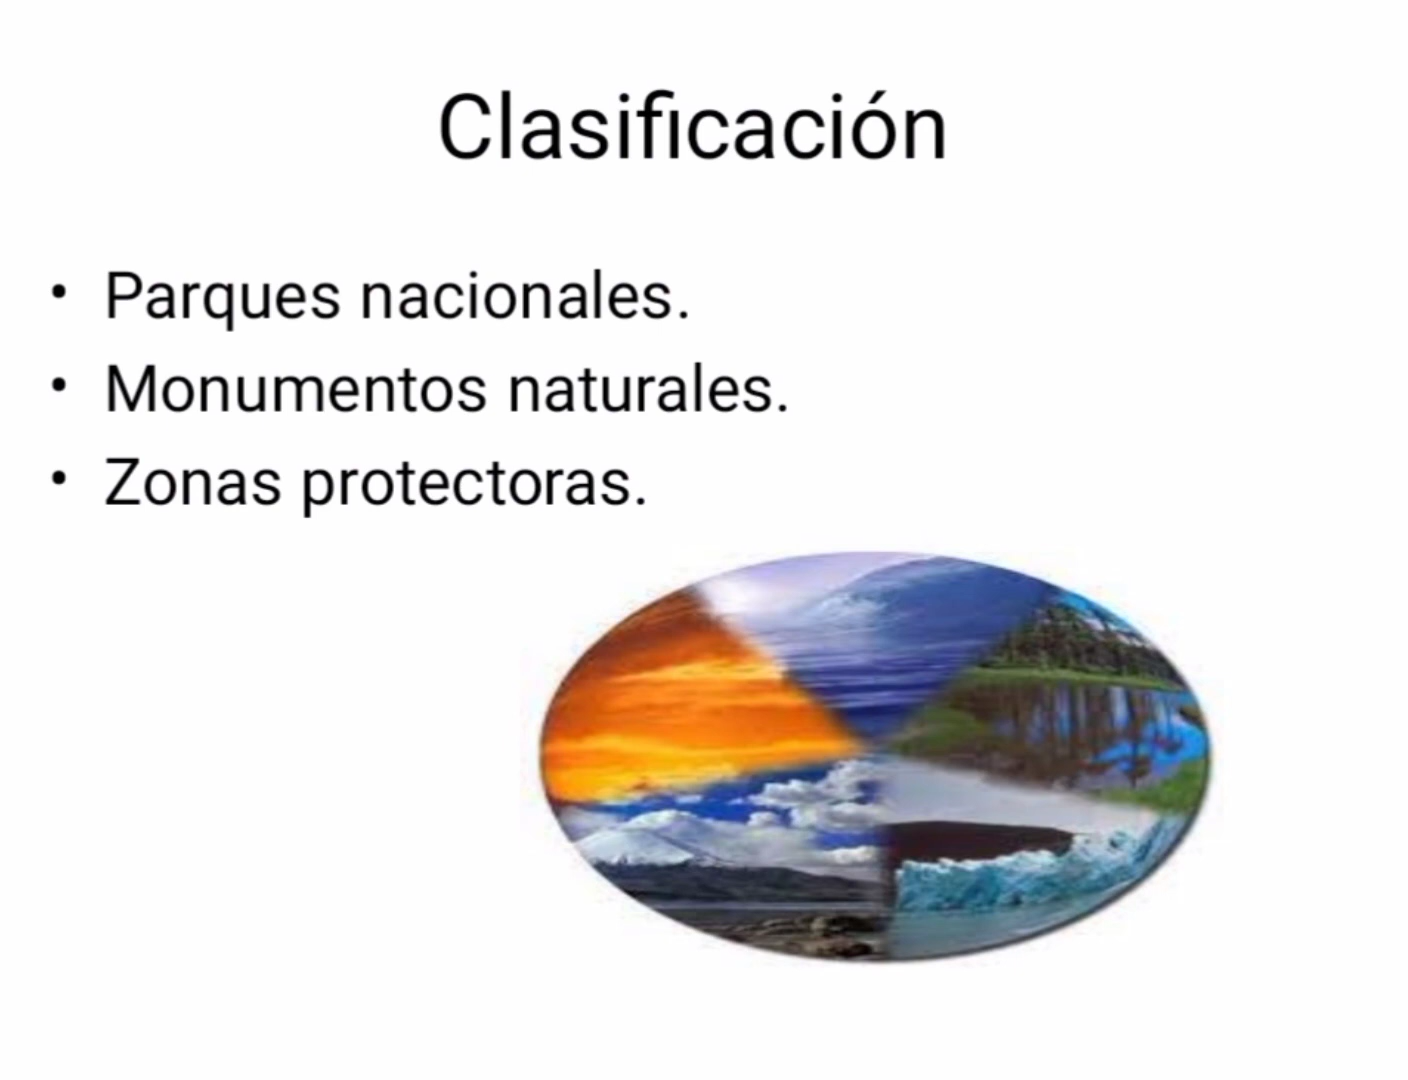 Clasificación
• Parques nacionales.
• Monumentos naturales.
• Zonas protectoras.